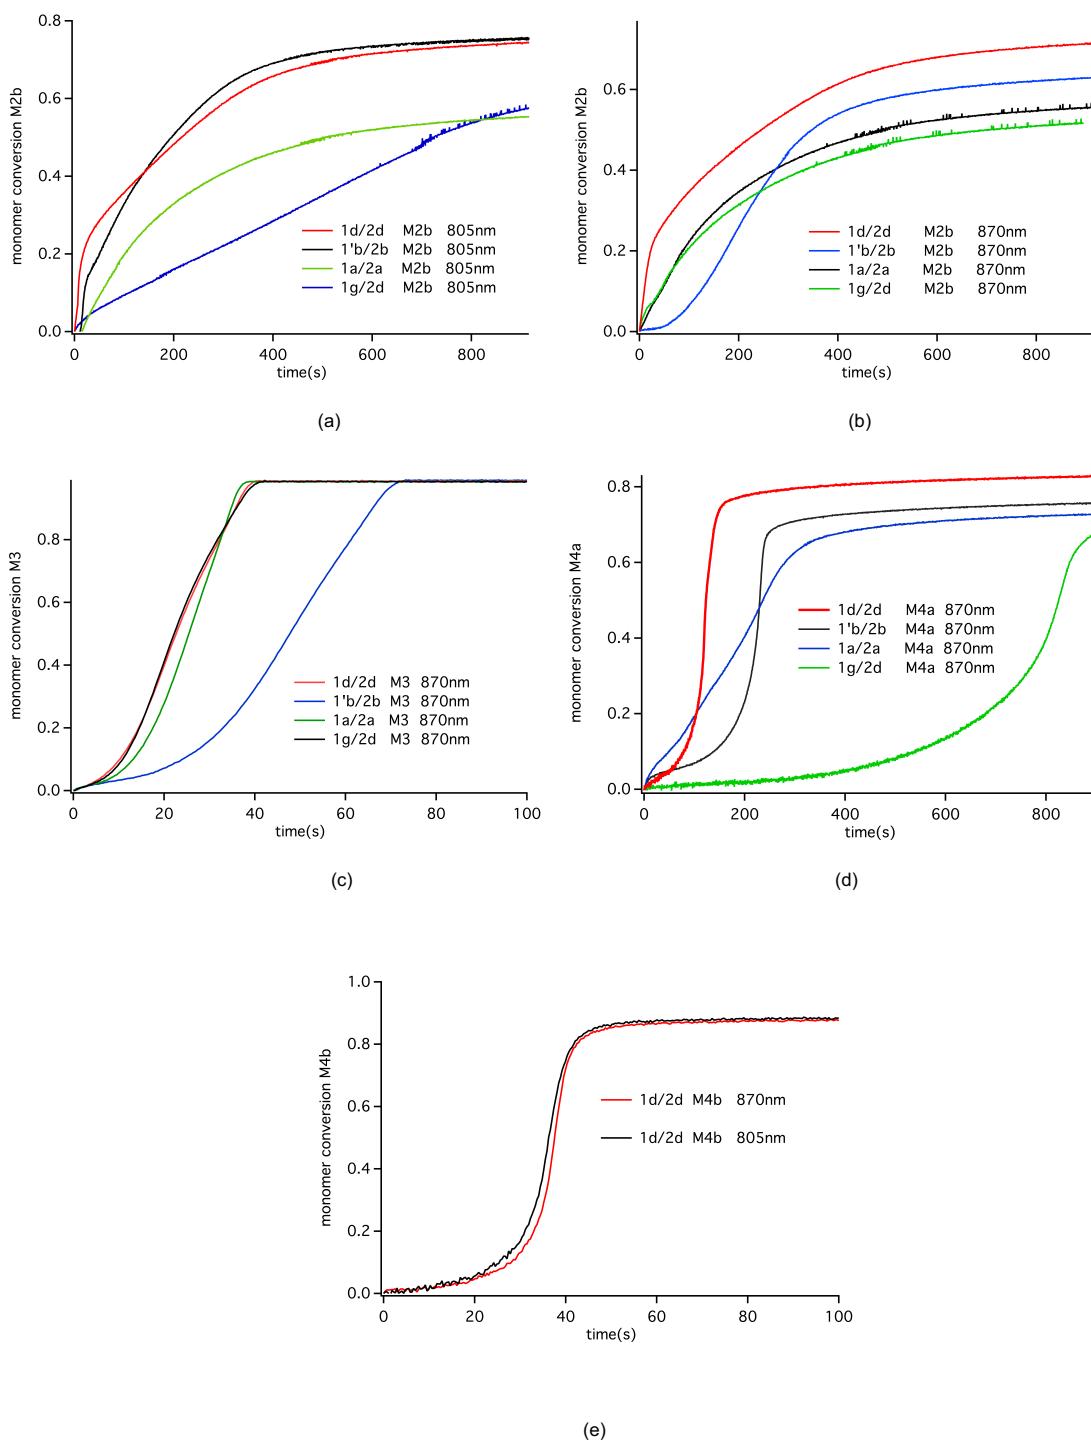 monomer conversion M2b
0.8
0.6
0.4
0.2
0.0
0 200 400 600 800
time(s)
1d/2d M2b 805nm
1'b/2b M2b 805nm
1a/2a M2b 805nm
1g/2d M2b 805nm
(a)
monomer conversion M2b
0.6
0.4
0.2
0.0
0 200 400 600 800
time(s)
1d/2d M2b 870nm
1'b/2b M2b 870nm
1a/2a M2b 870nm
1g/2d M2b 870nm
(b)
monomer conversion M3
0.8
0.6
0.4
0.2
0.0
0 20 40 60 80 100
time(s)
1d/2d M3 870nm
1'b/2b M3 870nm
1a/2a M3 870nm
1g/2d M3 870nm
(c)
monomer conversion M4a
0.8
0.6
0.4
0.2
0.0
0 200 400 600 800
time(s)
1d/2d M4a 870nm
1'b/2b M4a 870nm
1a/2a M4a 870nm
1g/2d M4a 870nm
(d)
monomer conversion M4b
1.0
0.8
0.6
0.4
0.2
0.0
0 20 40 60 80 100
time(s)
1d/2d M4b 870nm
1d/2d M4b 805nm
(e)